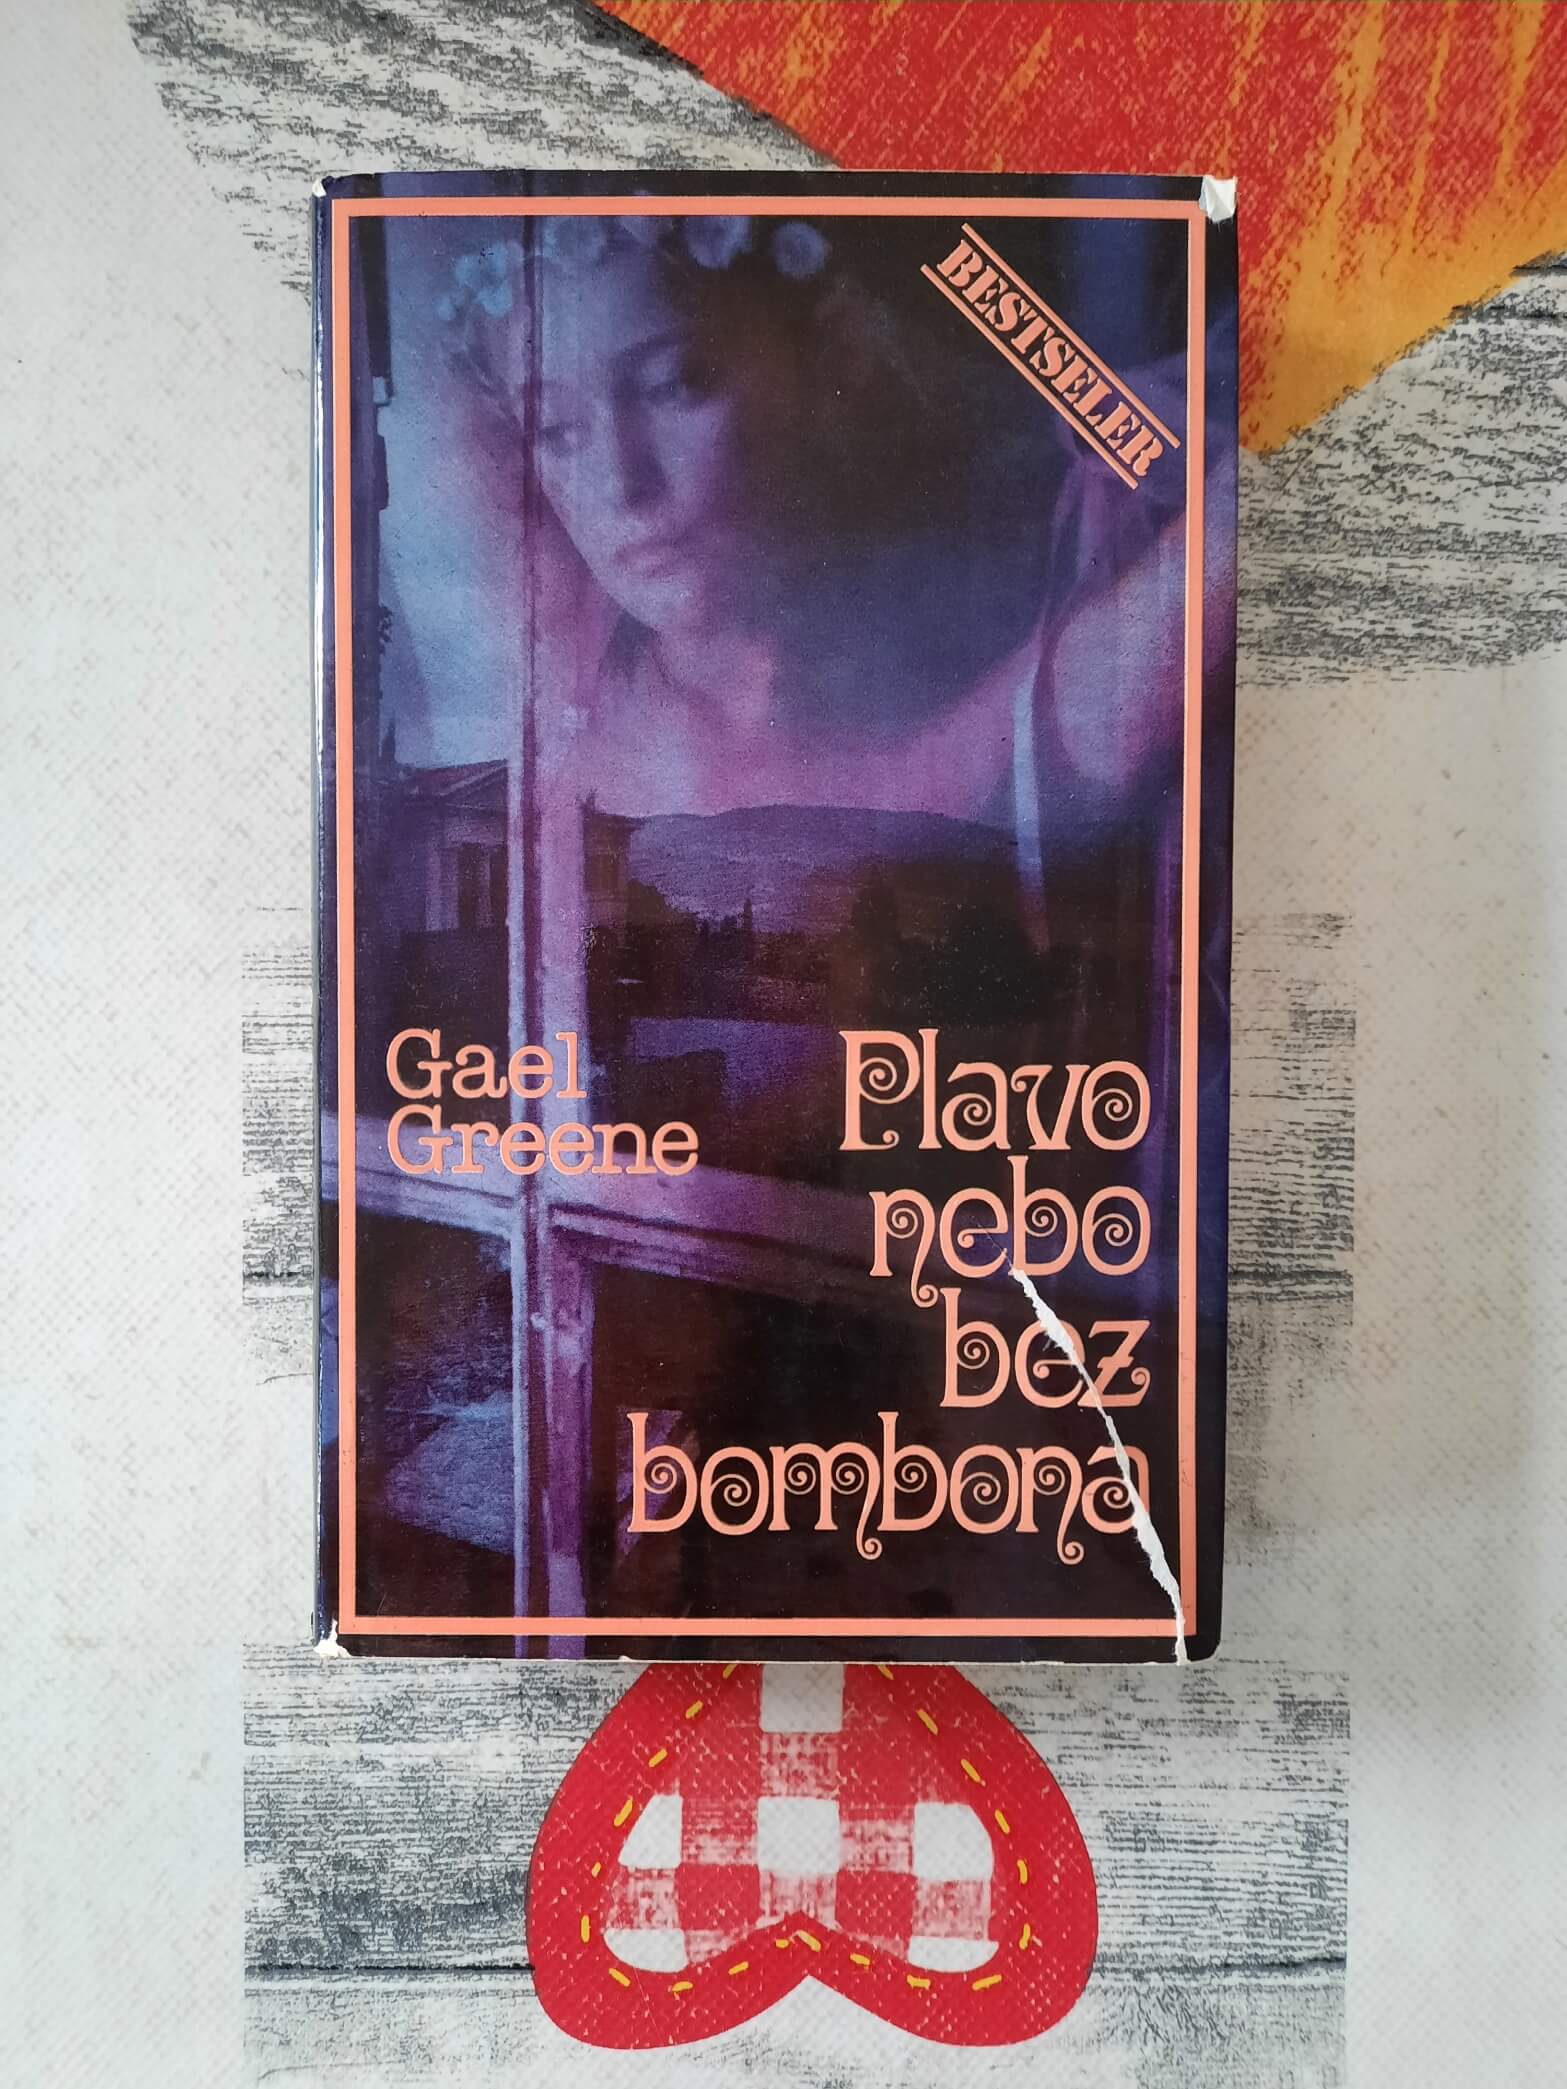 BESTSELER
Gael
Greene
Plavo
nebo
bez
bombona